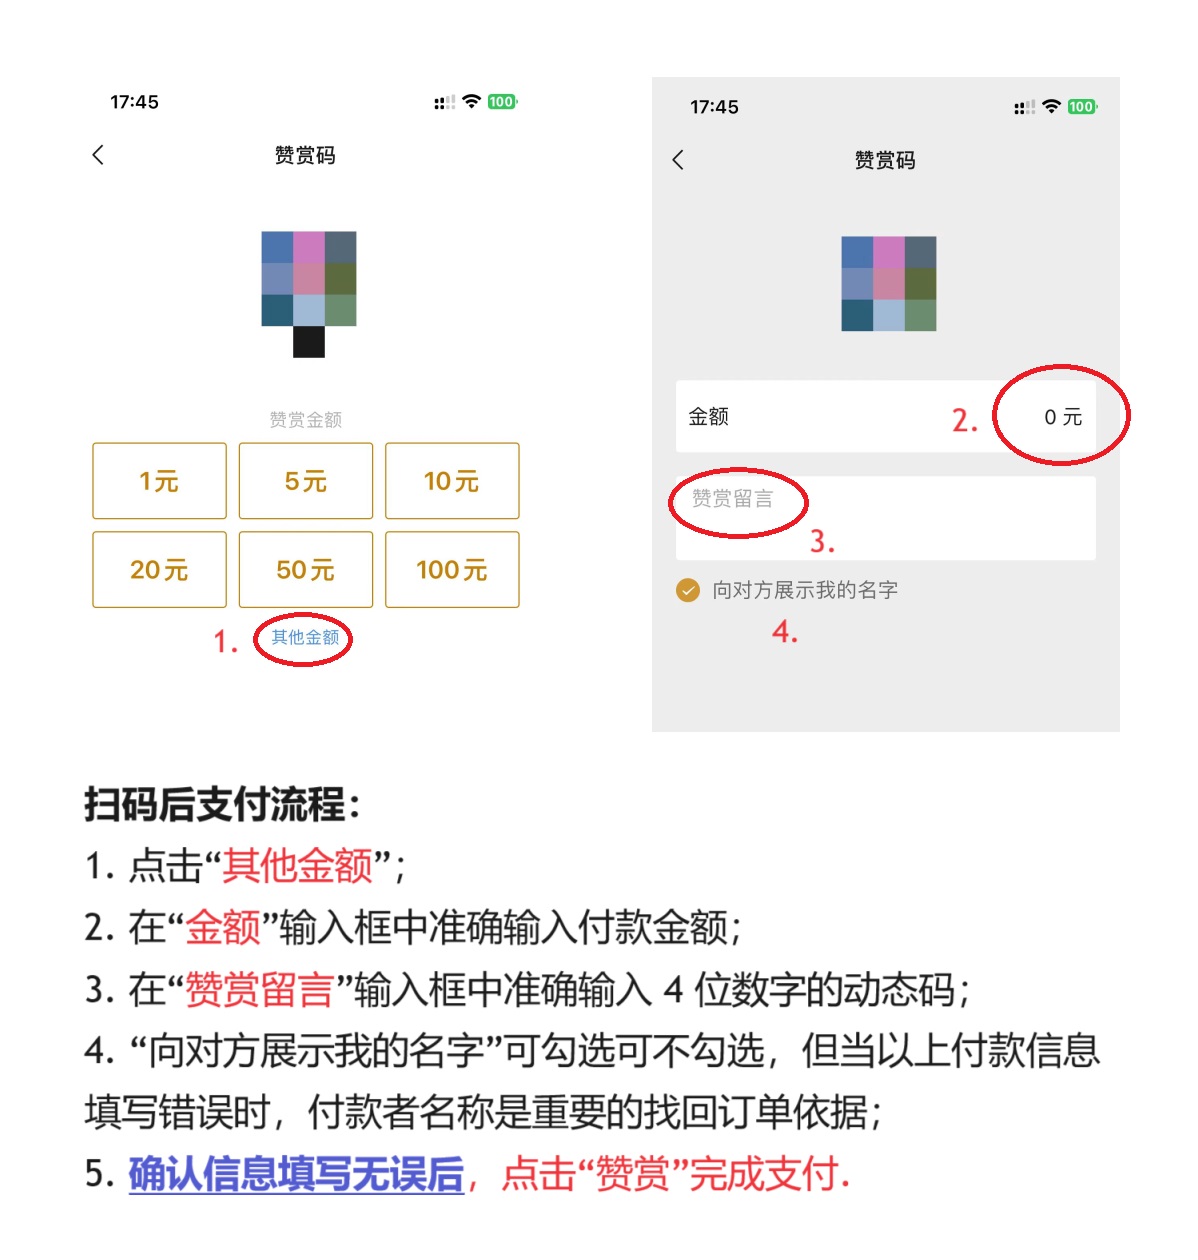 17:45
100
赞赏码
赞赏金额
1元
5元
10元
20元
50元
100元
1.
其他金额
17:45
100
赞赏码
金额
2.
0 元
赞赏留言
3.
向对方展示我的名字
4.
扫码后支付流程：
1. 点击“其他金额”；
2. 在“金额”输入框中准确输入付款金额；
3. 在“赞赏留言”输入框中准确输入 4 位数字的动态码；
4. “向对方展示我的名字”可勾选可不勾选，但当以上付款信息
填写错误时，付款者名称是重要的找回订单依据；
5. 确认信息填写无误后，点击“赞赏”完成支付.